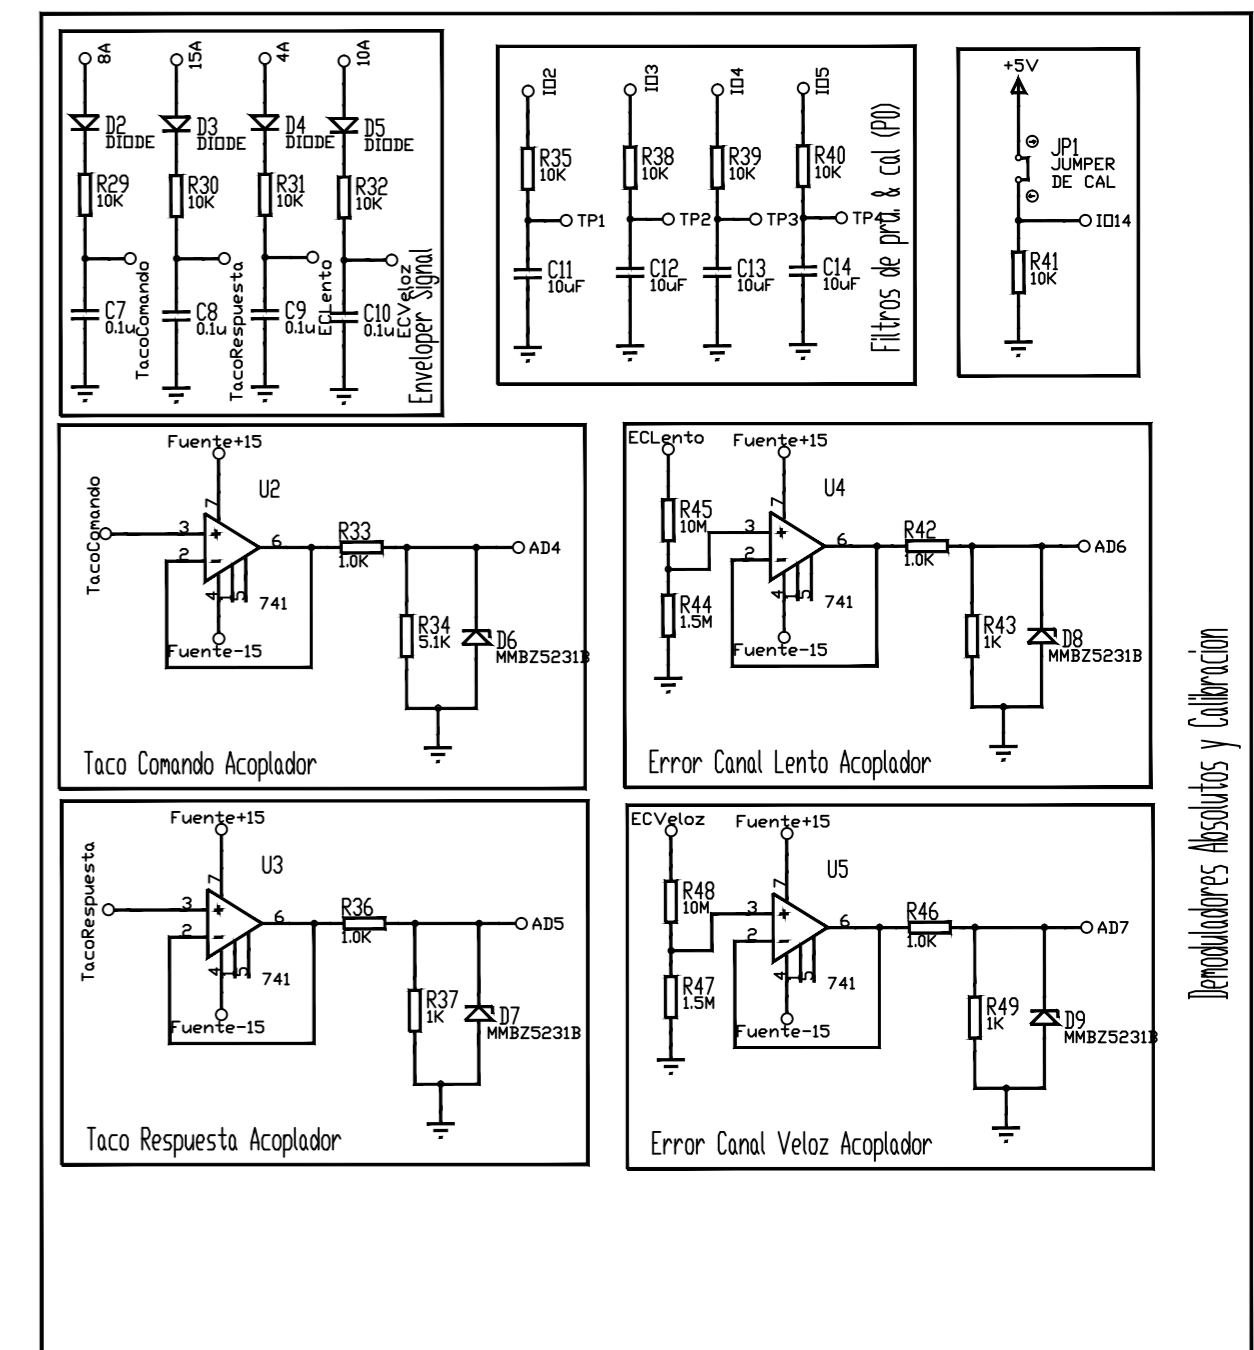 8A
15A
4A
10A
D2
DIODE
D3
DIODE
D4
DIODE
D5
DIODE
R29
10K
R30
10K
R31
10K
R32
10K
C7
0.1u
C8
0.1u
C9
0.1u
C10
0.1u
TacoComando
TacoRespuesta
ECLento
ECVeloz
Enveloper Signal
IO2
IO3
IO4
IO5
R35
10K
R38
10K
R39
10K
R40
10K
TP1
TP2
TP3
TP4
C11
10uF
C12
10uF
C13
10uF
C14
10uF
Filtros de pru. & cal (P0)
+5V
JP1
JUMPER
DE CAL
IO14
R41
10K
Fuente+15
U2
TacoComando
3
2
7
6
4
1
5
741
Fuente-15
R33
1.0K
AD4
R34
5.1K
D6
MMBZ5231B
Taco Comando Acoplador
ECLento
Fuente+15
U4
R45
10M
R44
1.5M
3
2
7
6
4
1
5
741
Fuente-15
R42
1.0K
AD6
R43
1K
D8
MMBZ5231B
Error Canal Lento Acoplador
Fuente+15
U3
TacoRespuesta
3
2
7
6
4
1
5
741
Fuente-15
R36
1.0K
AD5
R37
1K
D7
MMBZ5231B
Taco Respuesta Acoplador
ECVeloz
Fuente+15
U5
R48
10M
R47
1.5M
3
2
7
6
4
1
5
741
Fuente-15
R46
1.0K
AD7
R49
1K
D9
MMBZ5231B
Error Canal Veloz Acoplador
Demoduladores Absolutos y Calibracion